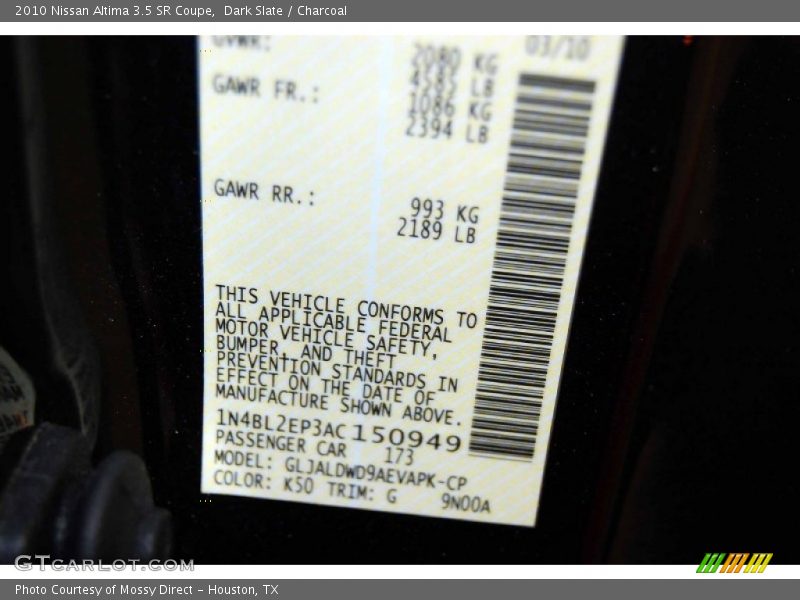 2010 Nissan Altima 3.5 SR Coupe, Dark Slate / Charcoal
GVWR: 03/10
2080 KG
4585 LB
GAWR FR.: 1086 KG
2394 LB
GAWR RR.: 993 KG
2189 LB
THIS VEHICLE CONFORMS TO
ALL APPLICABLE FEDERAL
MOTOR VEHICLE SAFETY,
BUMPER, AND THEFT
PREVENTION STANDARDS IN
EFFECT ON THE DATE OF
MANUFACTURE SHOWN ABOVE.
1N4BL2EP3AC150949
PASSENGER CAR 173
MODEL: GLJALDWD9AEVAPK-CP
COLOR: K50 TRIM: G 9N00A
GTCARLOT.COM
Photo Courtesy of Mossy Direct - Houston, TX